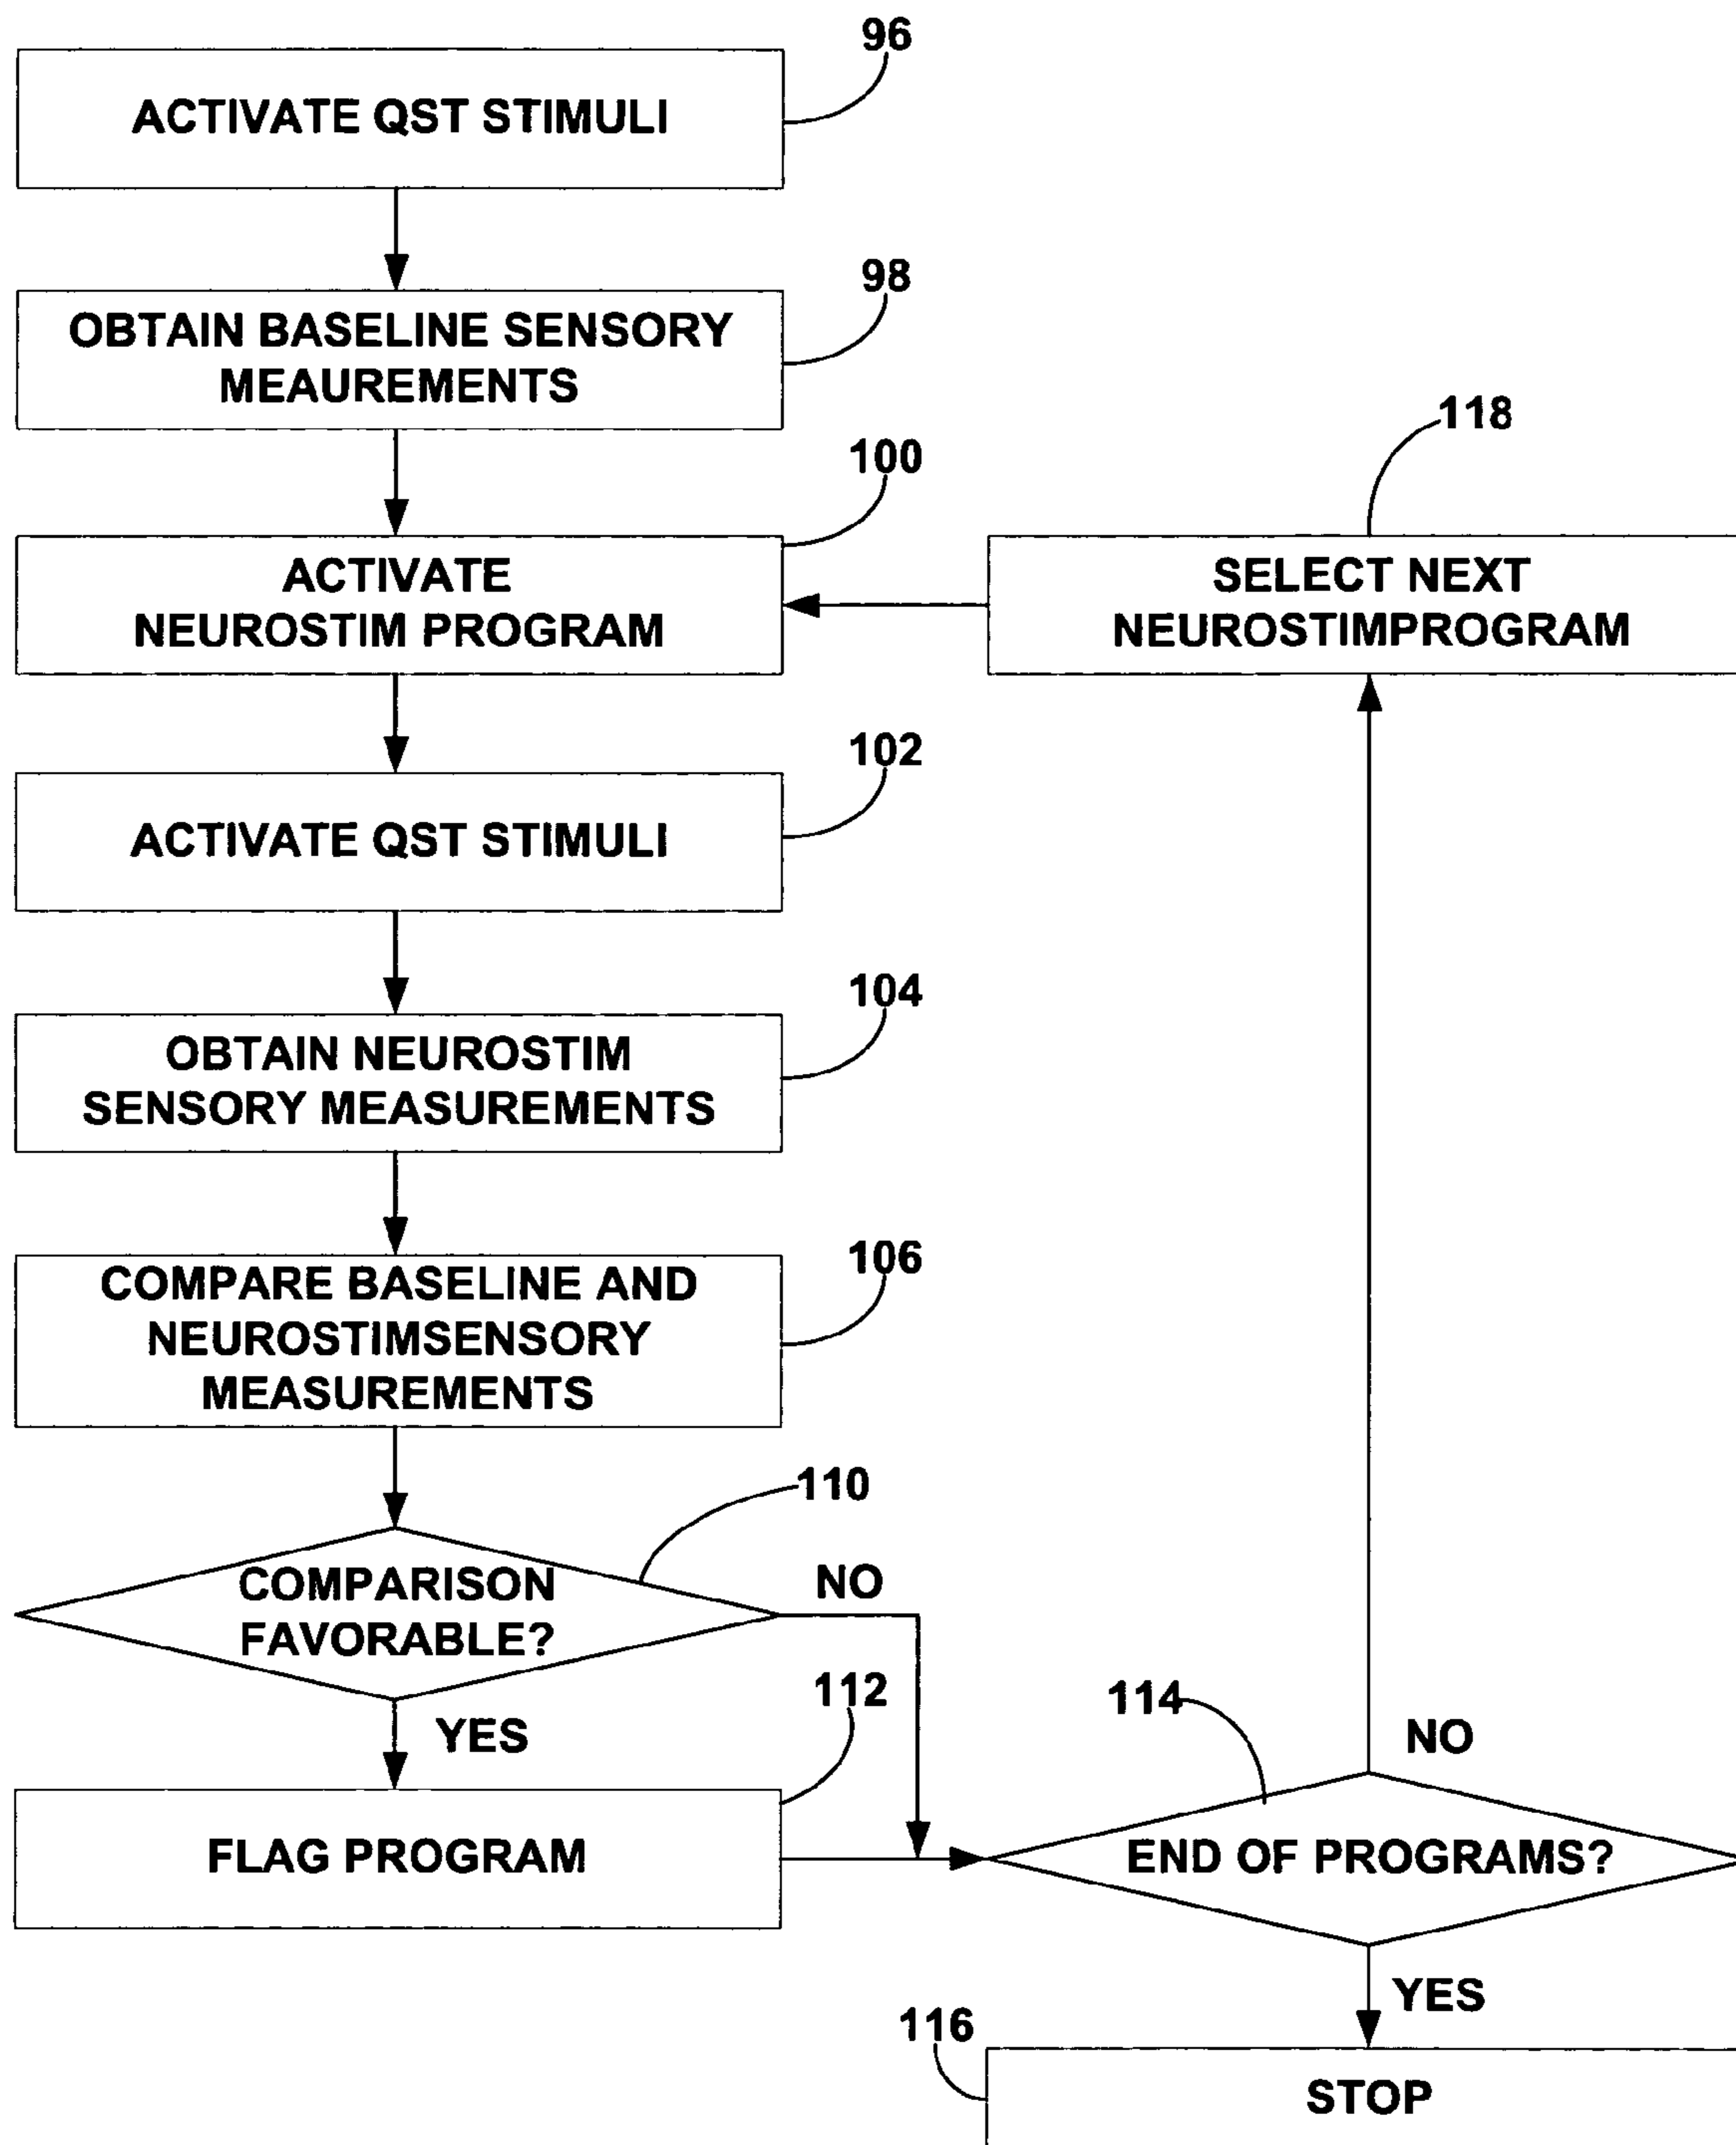 96
ACTIVATE QST STIMULI
98
OBTAIN BASELINE SENSORY
MEAUREMENTS
118
100
ACTIVATE
NEUROSTIM PROGRAM
SELECT NEXT
NEUROSTIMPROGRAM
102
ACTIVATE QST STIMULI
104
OBTAIN NEUROSTIM
SENSORY MEASUREMENTS
106
COMPARE BASELINE AND
NEUROSTIMSENSORY
MEASUREMENTS
110
COMPARISON
FAVORABLE?
NO
YES
112
FLAG PROGRAM
114
NO
END OF PROGRAMS?
YES
116
STOP